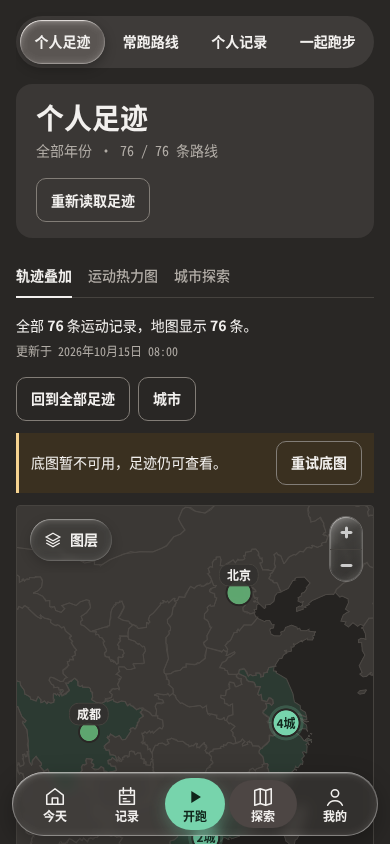 个人足迹 常跑路线 个人记录 一起跑步
个人足迹
全部年份 · 76 / 76 条路线
重新读取足迹
轨迹叠加 运动热力图 城市探索
全部 76 条运动记录，地图显示 76 条。
更新于 2026年10月15日 08:00
回到全部足迹 城市
底图暂不可用，足迹仍可查看。 重试底图
图层
+
−
北京
成都
4城
2城
今天 记录 开跑 探索 我的